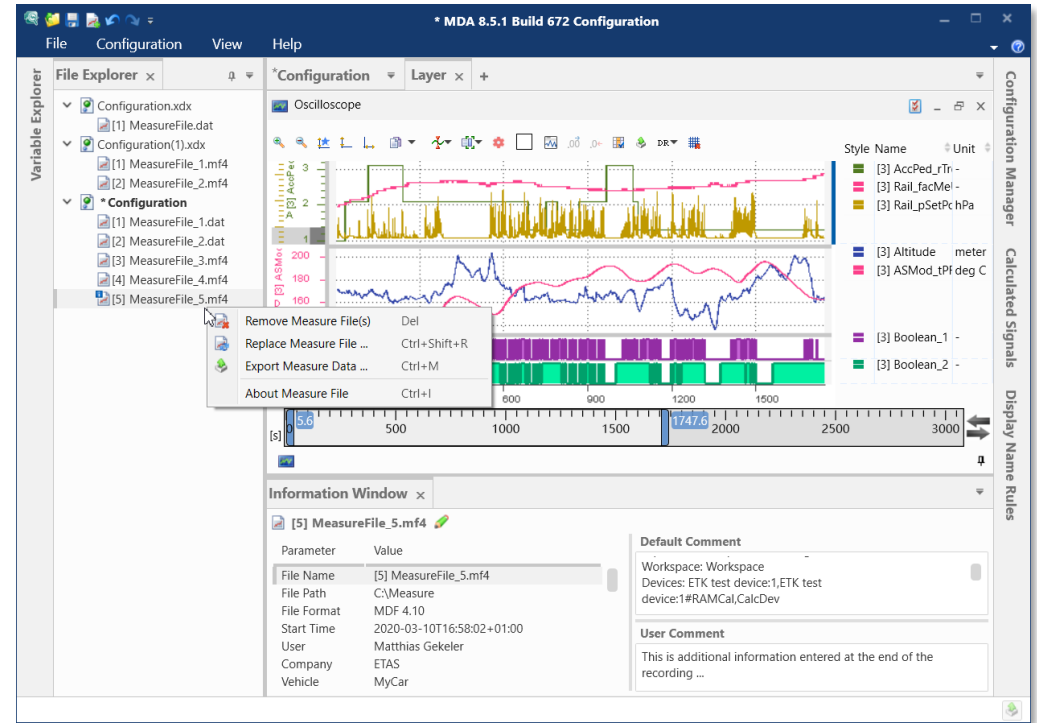 * MDA 8.5.1 Build 672 Configuration
File Configuration View Help
Variable Explorer
File Explorer
Configuration.xdx
[1] MeasureFile.dat
Configuration(1).xdx
[1] MeasureFile_1.mf4
[2] MeasureFile_2.mf4
* Configuration
[1] MeasureFile_1.dat
[2] MeasureFile_2.dat
[3] MeasureFile_3.mf4
[4] MeasureFile_4.mf4
[5] MeasureFile_5.mf4
Remove Measure File(s) Del
Replace Measure File ... Ctrl+Shift+R
Export Measure Data ... Ctrl+M
About Measure File Ctrl+I
*Configuration Layer +
Oscilloscope
DR
Style Name Unit
[3] AccPed_rTr -
[3] Rail_facMel -
[3] Rail_pSetPo hPa
[3] Altitude meter
[3] ASMod_tPf deg C
[3] Boolean_1 -
[3] Boolean_2 -
[3] AccPe
A
3
2
1
[3] ASMo
200
180
160
600 900 1200 1500
[s] 0 5.6 500 1000 1500 1747.6 2000 2500 3000
Information Window
[5] MeasureFile_5.mf4
Parameter Value
File Name [5] MeasureFile_5.mf4
File Path C:\Measure
File Format MDF 4.10
Start Time 2020-03-10T16:58:02+01:00
User Matthias Gekeler
Company ETAS
Vehicle MyCar
Default Comment
Workspace: Workspace
Devices: ETK test device:1,ETK test
device:1#RAMCal,CalcDev
User Comment
This is additional information entered at the end of the
recording ...
Configuration Manager
Calculated Signals
Display Name Rules